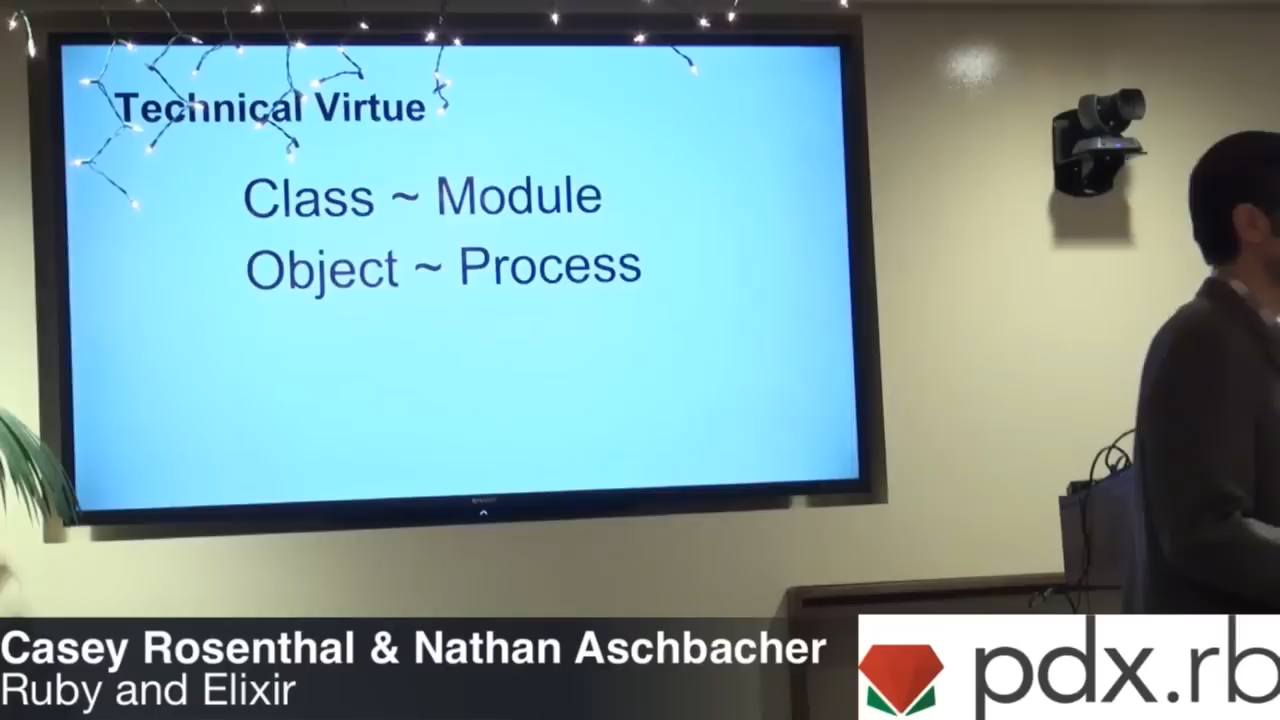 Technical Virtue
Class ~ Module
Object ~ Process
Casey Rosenthal & Nathan Aschbacher
Ruby and Elixir
pdx.rb